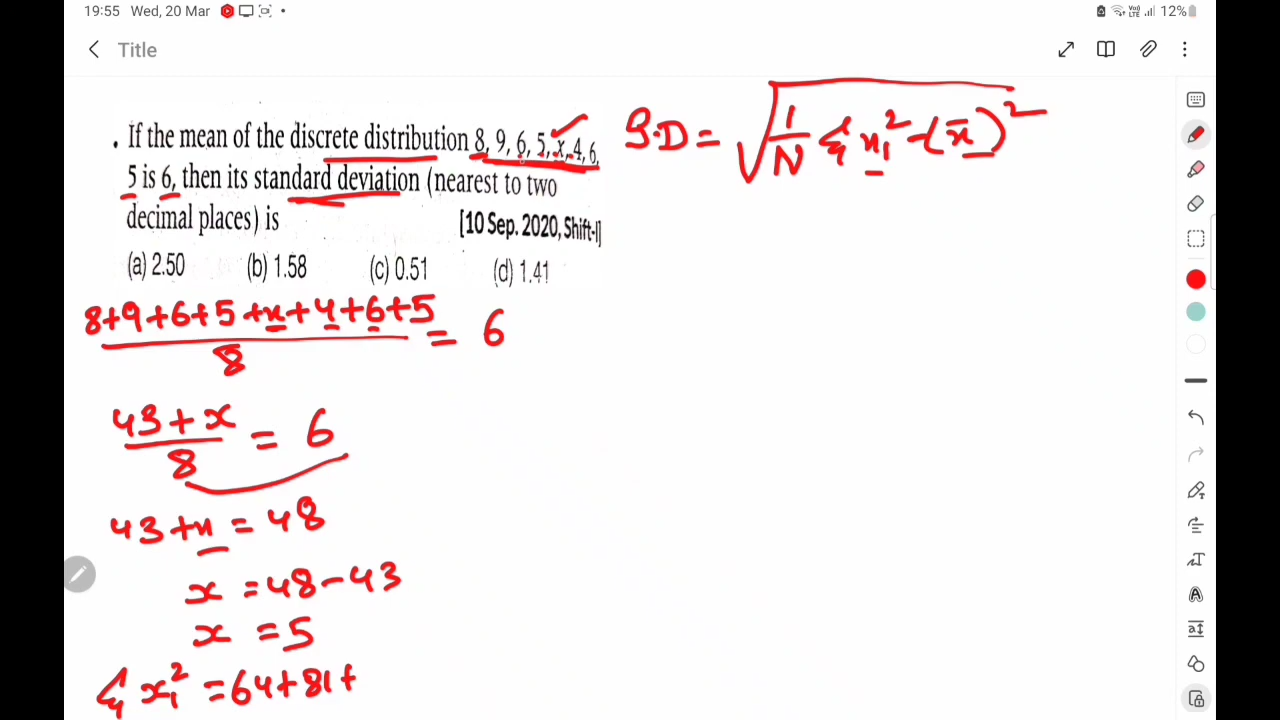 19:55 Wed, 20 Mar
12%
Title
. If the mean of the discrete distribution 8, 9, 6, 5, x, 4, 6,
5 is 6, then its standard deviation (nearest to two
decimal places) is
[10 Sep. 2020, Shift-I]
(a) 2.50 (b) 1.58 (c) 0.51 (d) 1.41
S.D = √(1/N Σ x₁² - (x̄)²)
8+9+6+5+x+4+6+5 / 8 = 6
43+x / 8 = 6
43+x = 48
x = 48-43
x = 5
Σ x₁² = 64+81+